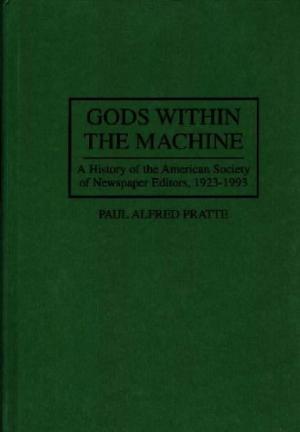 GODS WITHIN
THE MACHINE
A History of the American Society
of Newspaper Editors, 1923-1993
PAUL ALFRED PRATTE